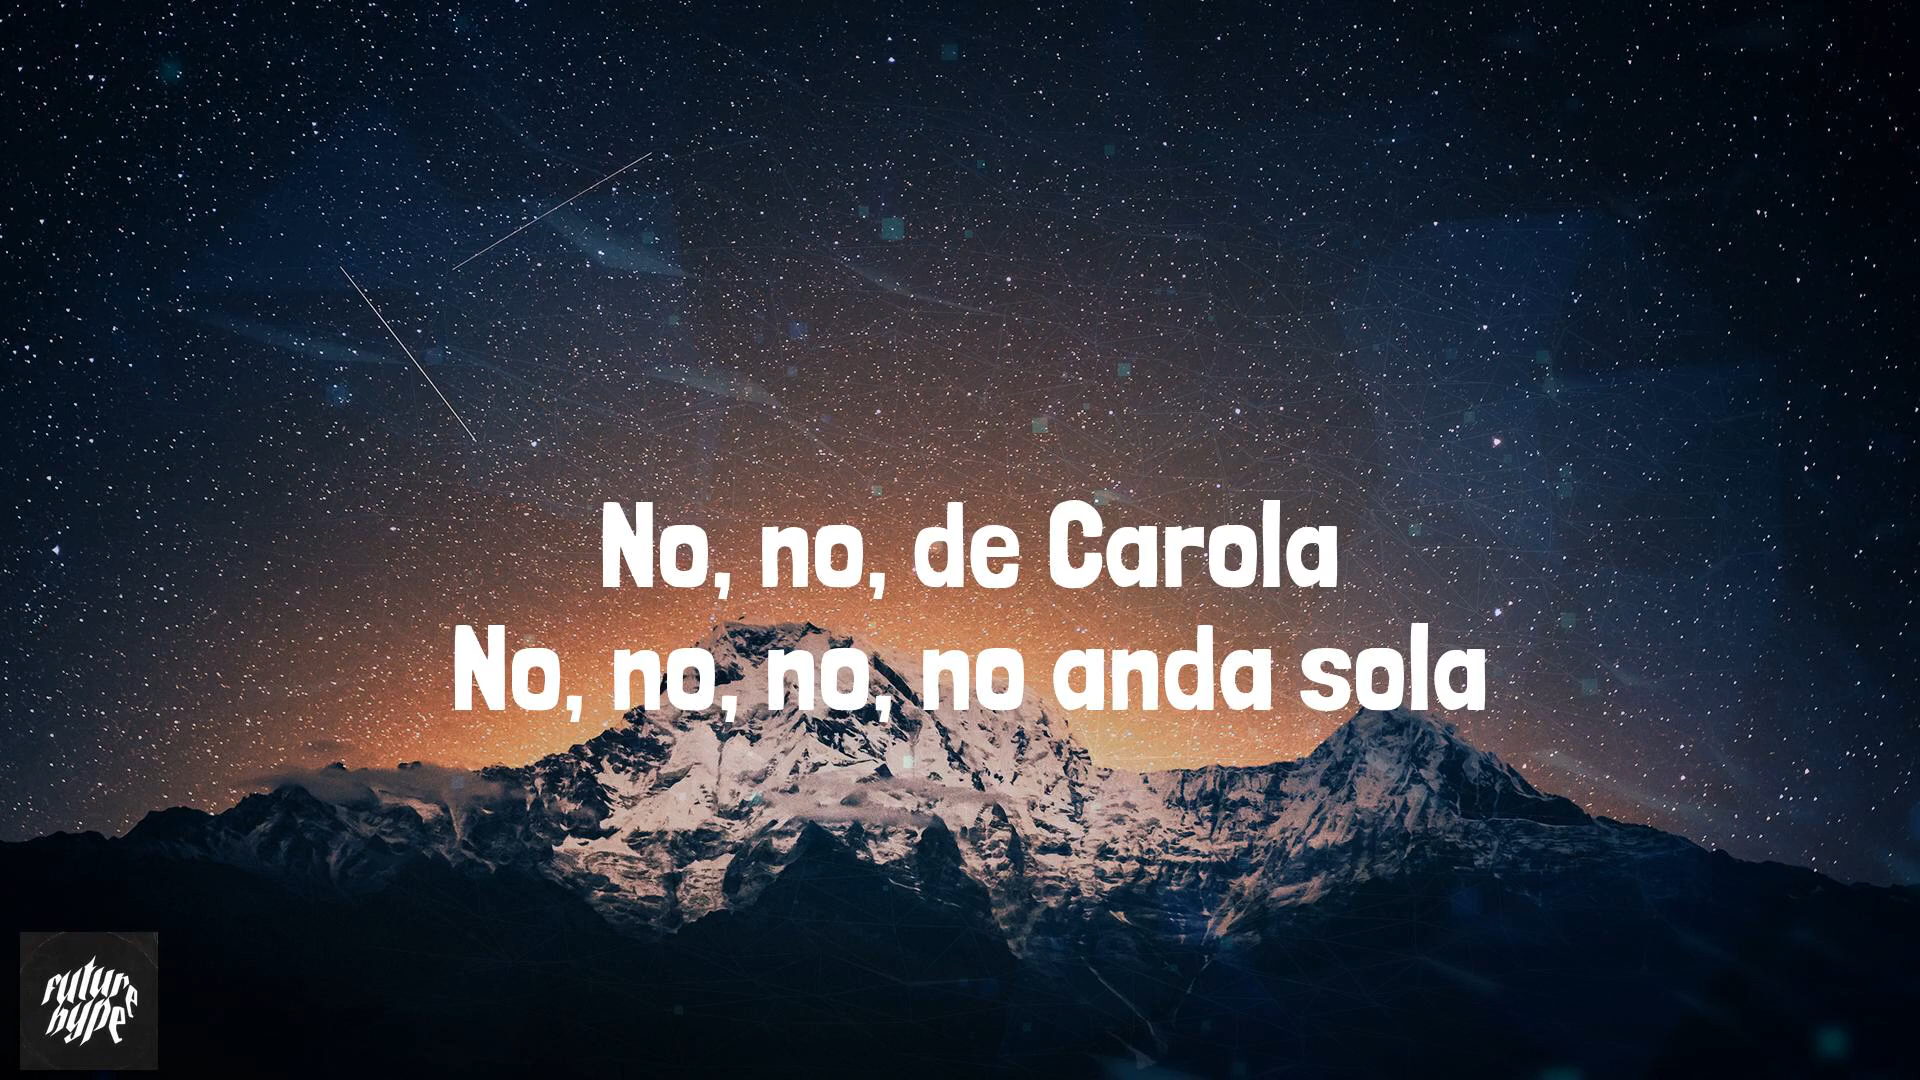 No, no, de Carola
No, no, no, no anda sola
future
hype